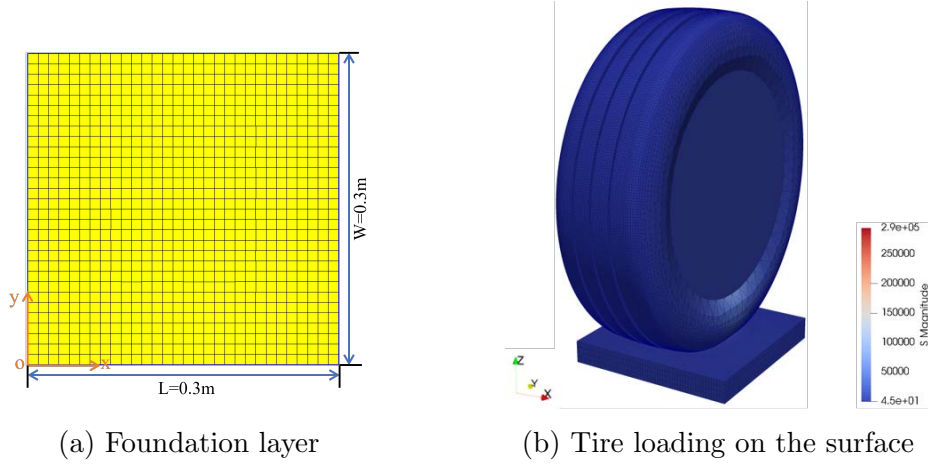 y
o
x
L=0.3m
W=0.3m
Z
Y
X
2.9e+05
250000
200000
150000
100000
50000
4.5e+01
S Magnitude
(a) Foundation layer
(b) Tire loading on the surface